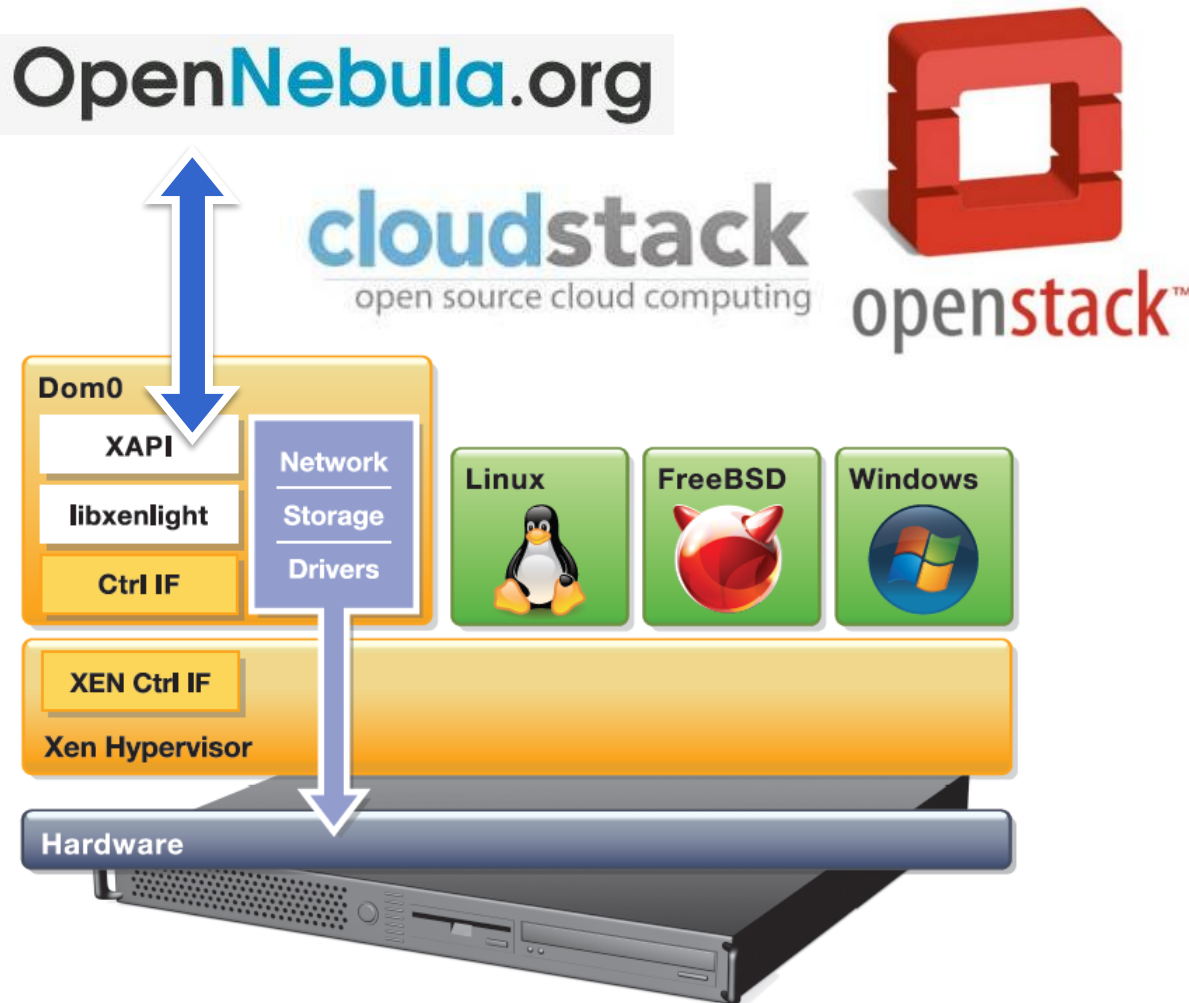 OpenNebula.org
cloudstack
open source cloud computing
openstack™
Dom0
XAPI
libxenlight
Ctrl IF
Network
Storage
Drivers
Linux
FreeBSD
Windows
XEN Ctrl IF
Xen Hypervisor
Hardware